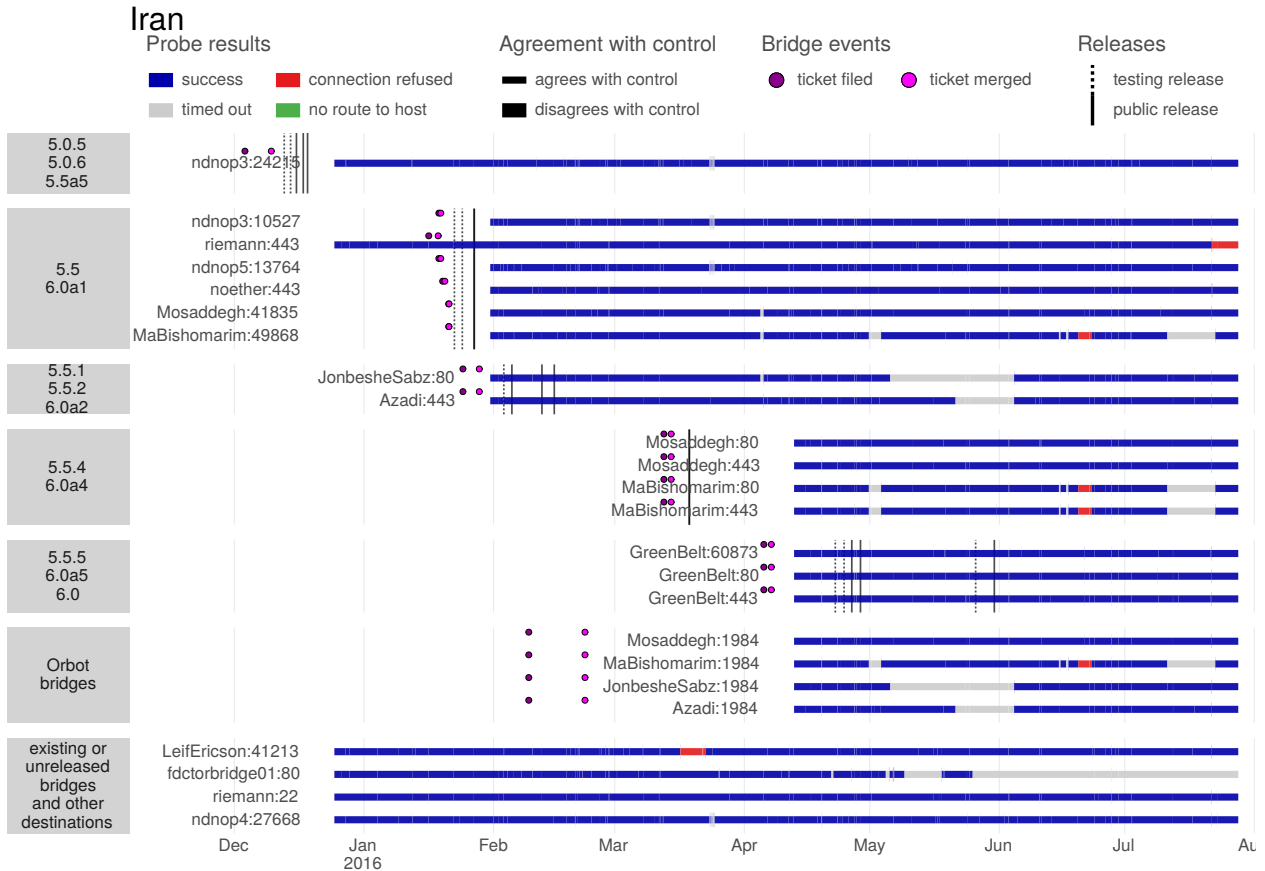 Iran
Probe results
Agreement with control
Bridge events
Releases
success
connection refused
agrees with control
ticket filed
ticket merged
testing release
timed out
no route to host
disagrees with control
public release
5.0.5
5.0.6
5.5a5
ndnop3:24215
5.5
6.0a1
ndnop3:10527
riemann:443
ndnop5:13764
noether:443
Mosaddegh:41835
MaBishomarim:49868
5.5.1
5.5.2
6.0a2
JonbesheSabz:80
Azadi:443
5.5.4
6.0a4
Mosaddegh:80
Mosaddegh:443
MaBishomarim:80
MaBishomarim:443
5.5.5
6.0a5
6.0
GreenBelt:60873
GreenBelt:80
GreenBelt:443
Orbot
bridges
Mosaddegh:1984
MaBishomarim:1984
JonbesheSabz:1984
Azadi:1984
existing or
unreleased
bridges
and other
destinations
LeifEricson:41213
fdctorbridge01:80
riemann:22
ndnop4:27668
Dec
Jan
2016
Feb
Mar
Apr
May
Jun
Jul
Au